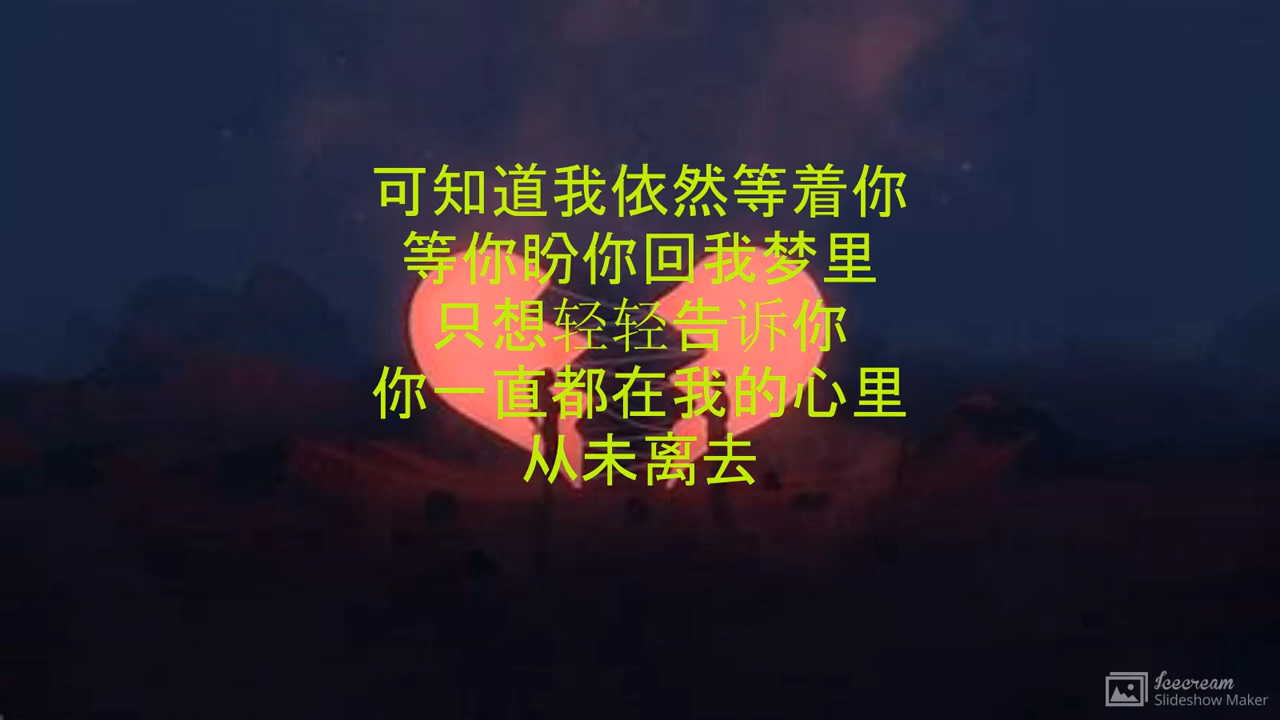 可知道我依然等着你
等你盼你回我梦里
只想轻轻告诉你
你一直都在我的心里
从未离去
Icecream
Slideshow Maker